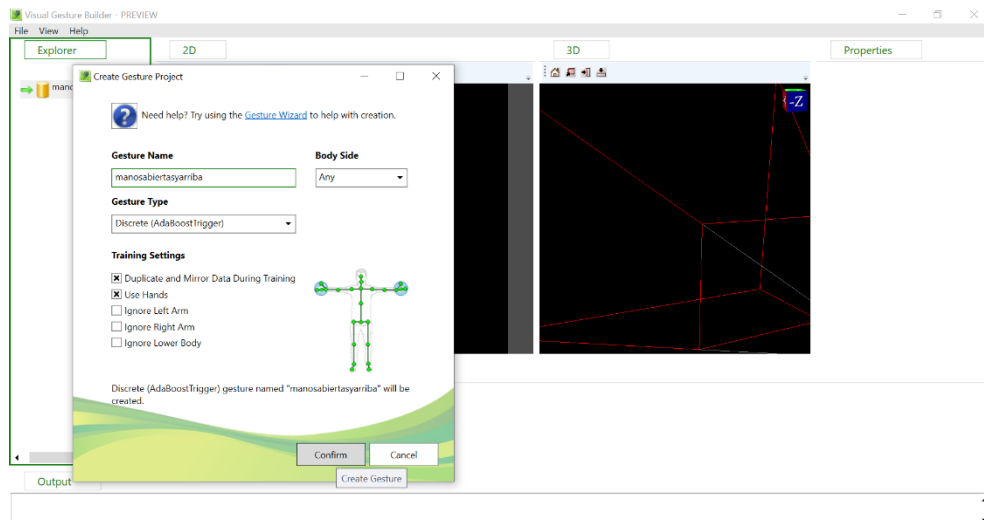 Visual Gesture Builder - PREVIEW
File View Help
Explorer 2D 3D Properties
Create Gesture Project
mano
-Z
Need help? Try using the Gesture Wizard to help with creation.
Gesture Name Body Side
manosabiertasyarriba Any
Gesture Type
Discrete (AdaBoostTrigger)
Training Settings
Duplicate and Mirror Data During Training
Use Hands
Ignore Left Arm
Ignore Right Arm
Ignore Lower Body
Discrete (AdaBoostTrigger) gesture named "manosabiertasyarriba" will be
created.
Confirm Cancel
Create Gesture
Output